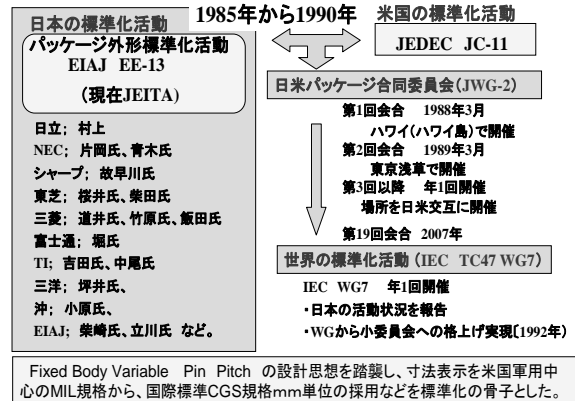 1985年から1990年
日本の標準化活動
パッケージ外形標準化活動
EIAJ EE-13
(現在JEITA)
日立; 村上
NEC; 片岡氏、青木氏
シャープ; 故早川氏
東芝; 桜井氏、柴田氏
三菱; 道井氏、竹原氏、飯田氏
富士通; 堀氏
TI; 吉田氏、中尾氏
三洋; 坪井氏、
沖; 小原氏、
EIAJ; 柴崎氏、立川氏 など。
米国の標準化活動
JEDEC JC-11
日米パッケージ合同委員会(JWG-2)
第1回会合 1988年3月
ハワイ(ハワイ島)で開催
第2回会合 1989年3月
東京浅草で開催
第3回以降 年1回開催
場所を日米交互に開催
第19回会合 2007年
世界の標準化活動(IEC TC47 WG7)
IEC WG7 年1回開催
・日本の活動状況を報告
・WGから小委員会への格上げ実現(1992年)
Fixed Body Variable Pin Pitch の設計思想を踏襲し、寸法表示を米国軍用中
心のMIL規格から、国際標準CGS規格mm単位の採用などを標準化の骨子とした。